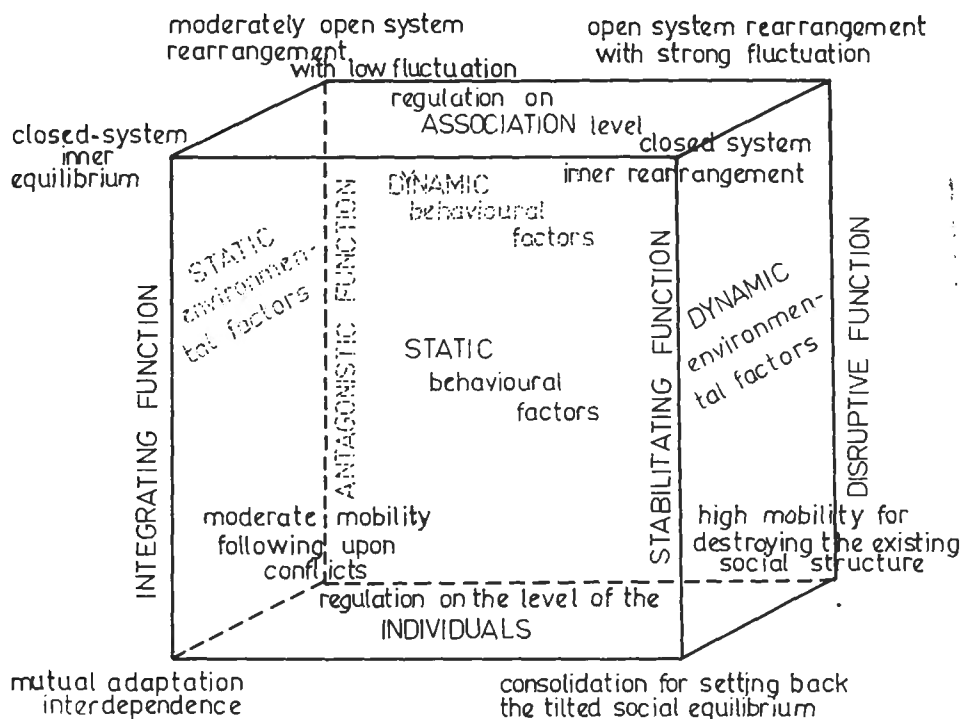 moderately open system
rearrangement
with low fluctuation
open system rearrangement
with strong fluctuation
regulation on
ASSOCIATION level
closed-system
inner
equilibrium
closed system
inner rearrangement
DYNAMIC
behavioural
factors
STATIC
environmen-
tal factors
ANTAGONISTIC FUNCTION
INTEGRATING FUNCTION
STATIC
behavioural
factors
STABILITATING FUNCTION
DYNAMIC
environmen-
tal factors
DISRUPTIVE FUNCTION
moderate mobility
following upon
conflicts
high mobility for
destroying the existing
social structure
regulation on the level of the
INDIVIDUALS
mutual adaptation
interdependence
consolidation for setting back
the tilted social equilibrium